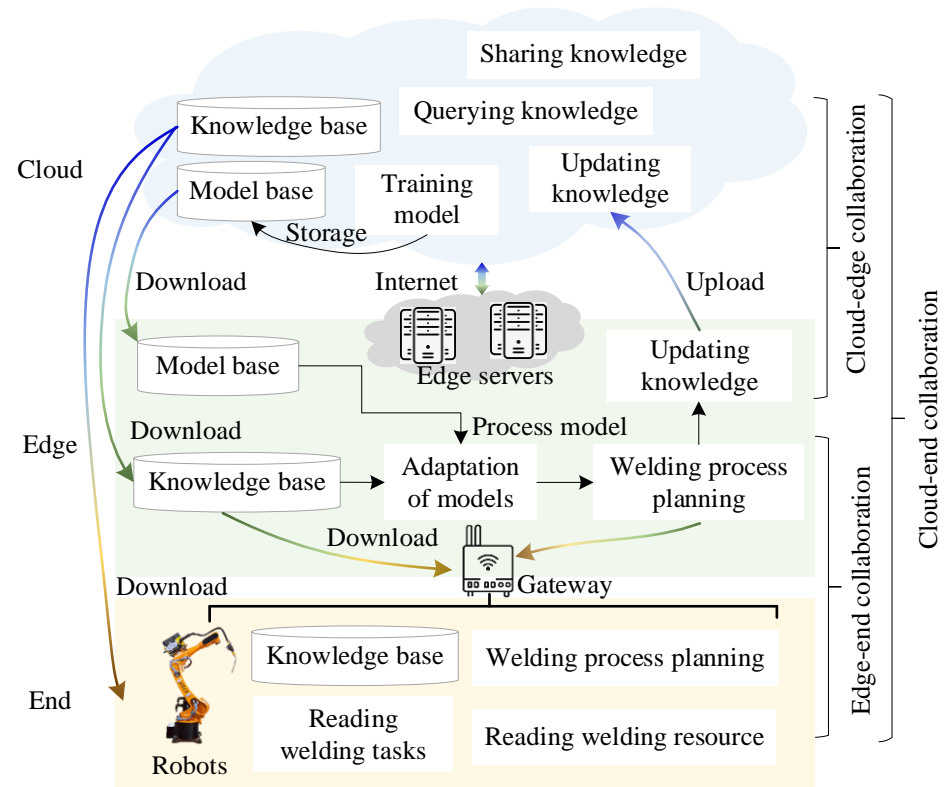 Sharing knowledge
Querying knowledge
Knowledge base
Cloud
Model base
Training
model
Updating
knowledge
Storage
Download
Internet
Upload
Cloud-edge collaboration
Cloud-end collaboration
Edge servers
Model base
Updating
knowledge
Download
Process model
Edge
Knowledge base
Adaptation
of models
Welding process
planning
Download
Download
Gateway
Edge-end collaboration
Knowledge base
Welding process planning
End
Reading
welding tasks
Reading welding resource
Robots